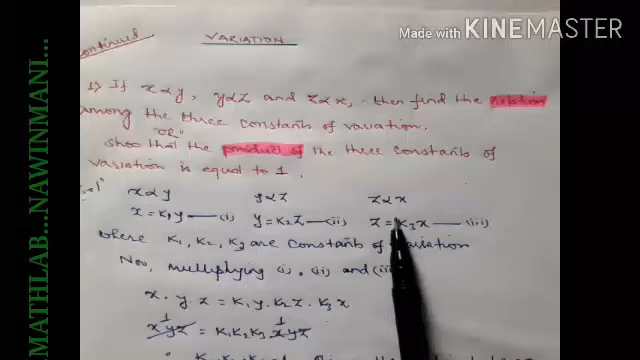 Made with KINEMASTER
Continued
VARIATION
1) If x ∝ y, y ∝ z and z ∝ x, then find the relation
among the three constants of variation.
"OR"
Show that the product of the three constants of
variation is equal to 1.
x ∝ y y ∝ z z ∝ x
x = K₁y —(i) y = K₂z —(ii) z = K₃x —(iii)
where K₁, K₂, K₃ are constants of variation
Now, multiplying (i), (ii) and (iii)
x · y · z = K₁y · K₂z · K₃x
xyz 1 = K₁K₂K₃ xyz 1
MATHLAB...NAWINMANI...